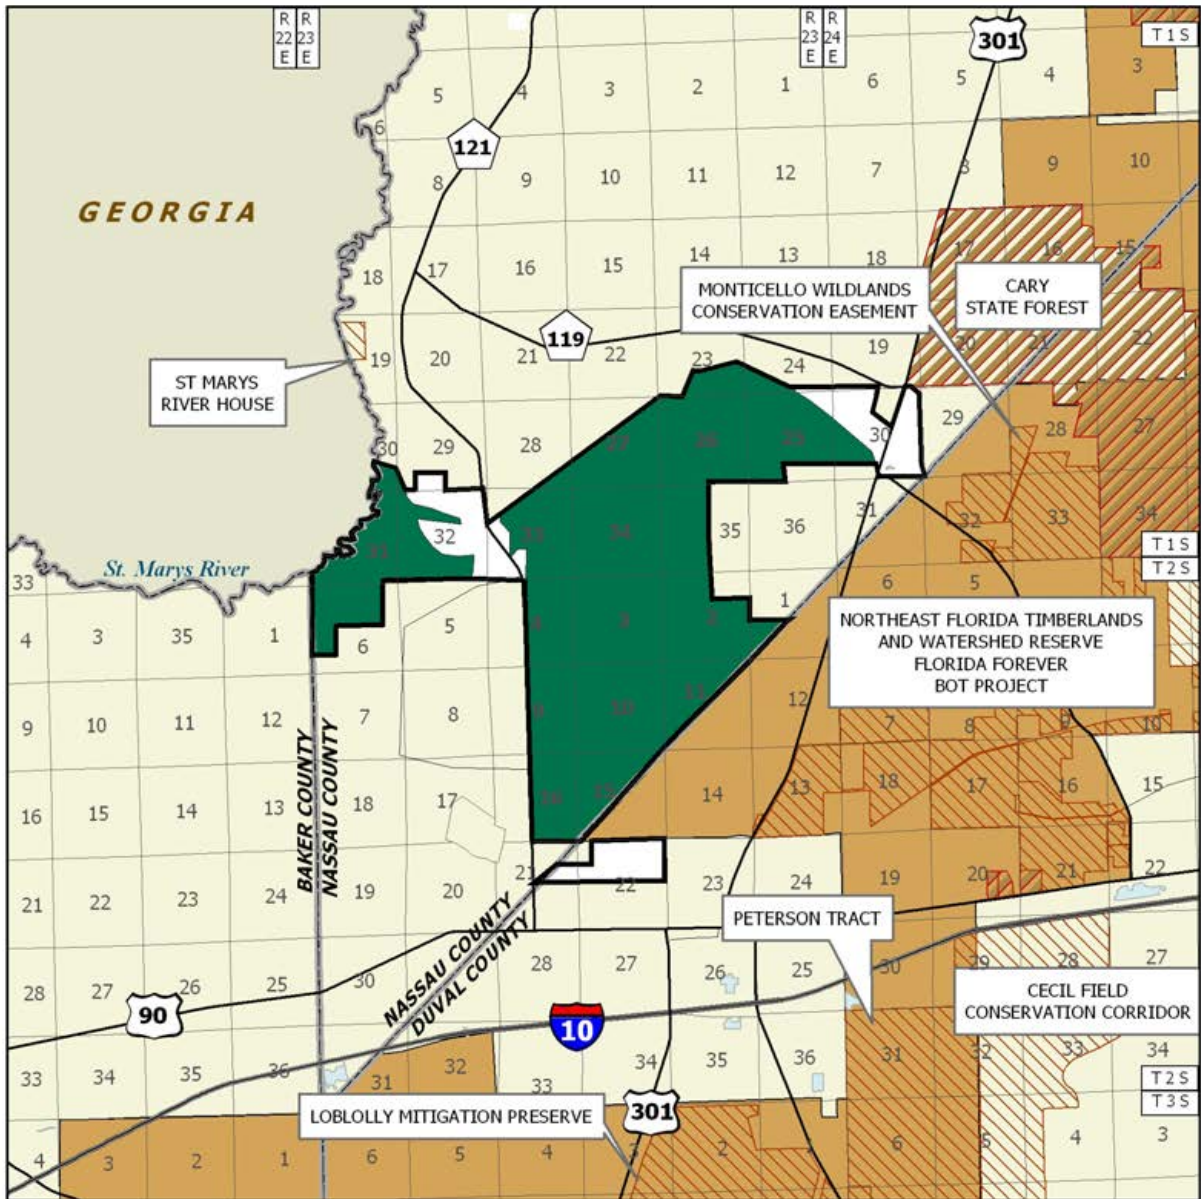 R 22 E
R 23 E
R 23 E
R 24 E
301
T 1 S
5 4 3 2 1 6 5 4 3
6
121
8 9 10 11 12 7 8 9 10
GEORGIA
18 17 16 15 14 13 18 17 16 15
MONTICELLO WILDLANDS
CONSERVATION EASEMENT
CARY
STATE FOREST
119
ST MARYS
RIVER HOUSE
19 20 21 22 23 24 19 20 21 22
30 29 28 27 26 25 30 29 28 27
31 32 33 34 35 36 31 32 33 34
St. Marys River
T 1 S
T 2 S
33
4 3 35 1 6 5 4 3 2 1 6 5
NORTHEAST FLORIDA TIMBERLANDS
AND WATERSHED RESERVE
FLORIDA FOREVER
BOT PROJECT
9 10 11 12 7 8 9 10 11 12 7 8 9 10
BAKER COUNTY
NASSAU COUNTY
16 15 14 13 18 17 16 15 14 13 18 17 16 15
21 22 23 24 19 20 21 22 23 24 19 20 21 22
NASSAU COUNTY
DUVAL COUNTY
PETERSON TRACT
28 27 26 25 30 28 27 26 25 30 29 28 27
90
10
CECIL FIELD
CONSERVATION CORRIDOR
33 34 35 36 31 32 33 34 35 36 31 32 33 34
T 2 S
T 3 S
LOBLOLLY MITIGATION PRESERVE
301
4 3 2 1 6 5 4 3 2 1 6 5 4 3